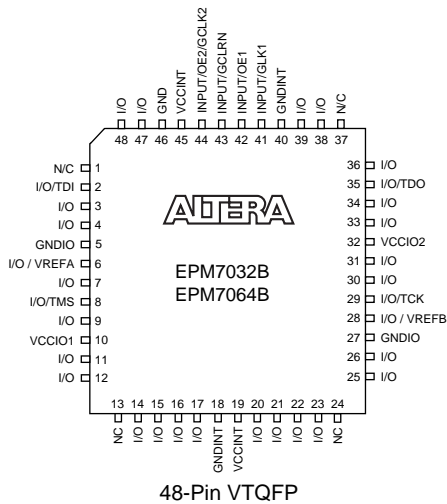 I/O I/O GND VCCINT INPUT/OE2/GCLK2 INPUT/GCLRN INPUT/OE1 INPUT/GLK1 GNDINT I/O I/O N/C
48 47 46 45 44 43 42 41 40 39 38 37
N/C 1
I/O/TDI 2
I/O 3
I/O 4
GNDIO 5
I/O / VREFA 6
I/O 7
I/O/TMS 8
I/O 9
VCCIO1 10
I/O 11
I/O 12
ALTERA
EPM7032B
EPM7064B
36 I/O
35 I/O/TDO
34 I/O
33 I/O
32 VCCIO2
31 I/O
30 I/O
29 I/O/TCK
28 I/O / VREFB
27 GNDIO
26 I/O
25 I/O
13 14 15 16 17 18 19 20 21 22 23 24
NC I/O I/O I/O I/O GNDINT VCCINT I/O I/O I/O I/O NC
48-Pin VTQFP